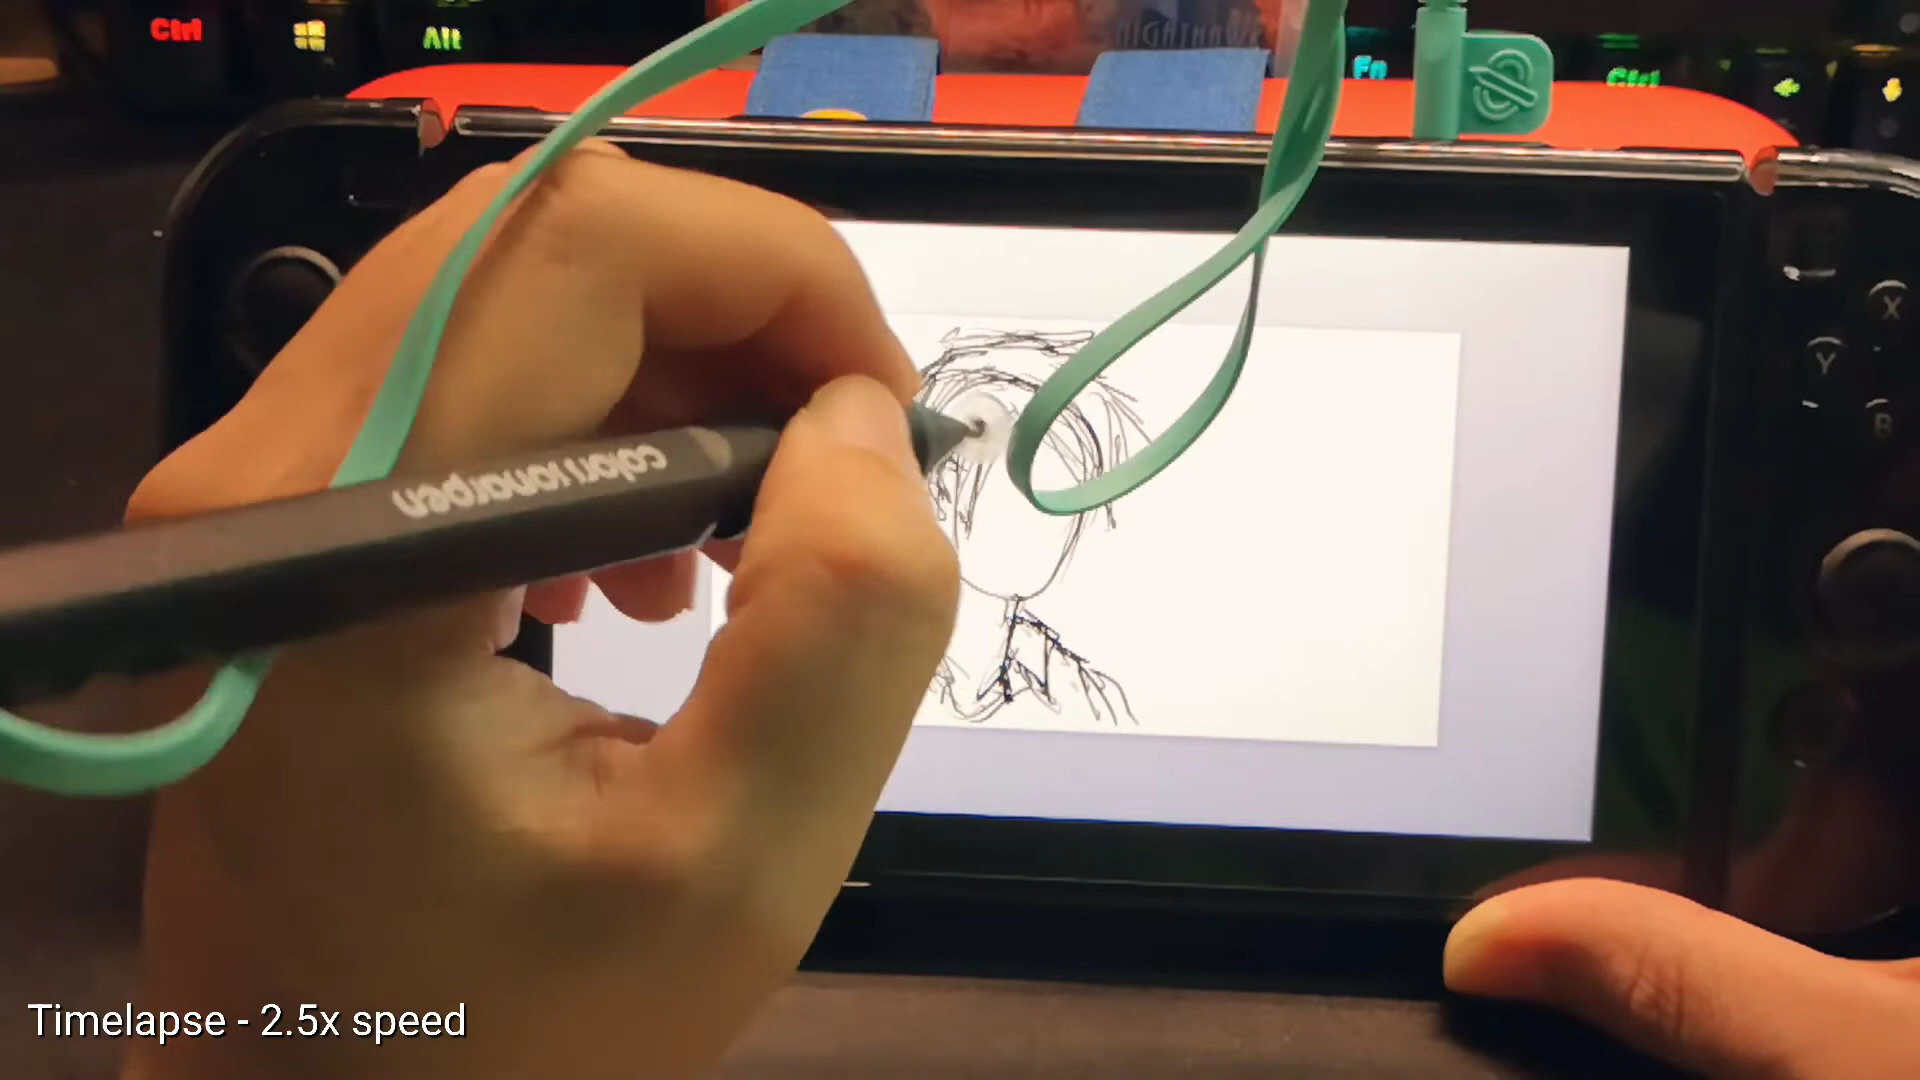 Ctrl
Alt
Fn
Ctrl
X
Y
B
colorsonarpen
Timelapse - 2.5x speed